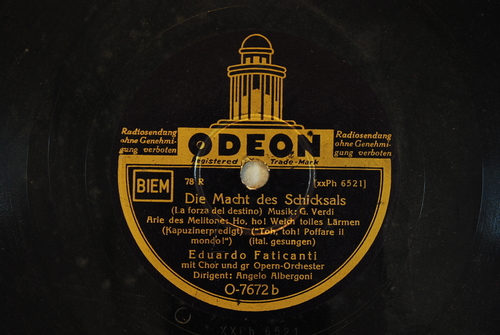 ODEON
Registered Trade-Mark
Radiosendung
ohne Genehmi-
gung verboten
Radiosendung
ohne Genehmi-
gung verboten
BIEM
78 R
[xxPh 6521]
Die Macht des Schicksals
(La forza del destino) Musik: G. Verdi
Arie des Melitone: Ho, ho! Welch tolles Lärmen
(Kapuzinerpredigt) ("Toh, toh! Poffare il
mondo!") (ital. gesungen)
Eduardo Faticanti
mit Chor und gr Opern-Orchester
Dirigent: Angelo Albergoni
O-7672 b
XXPh 6521